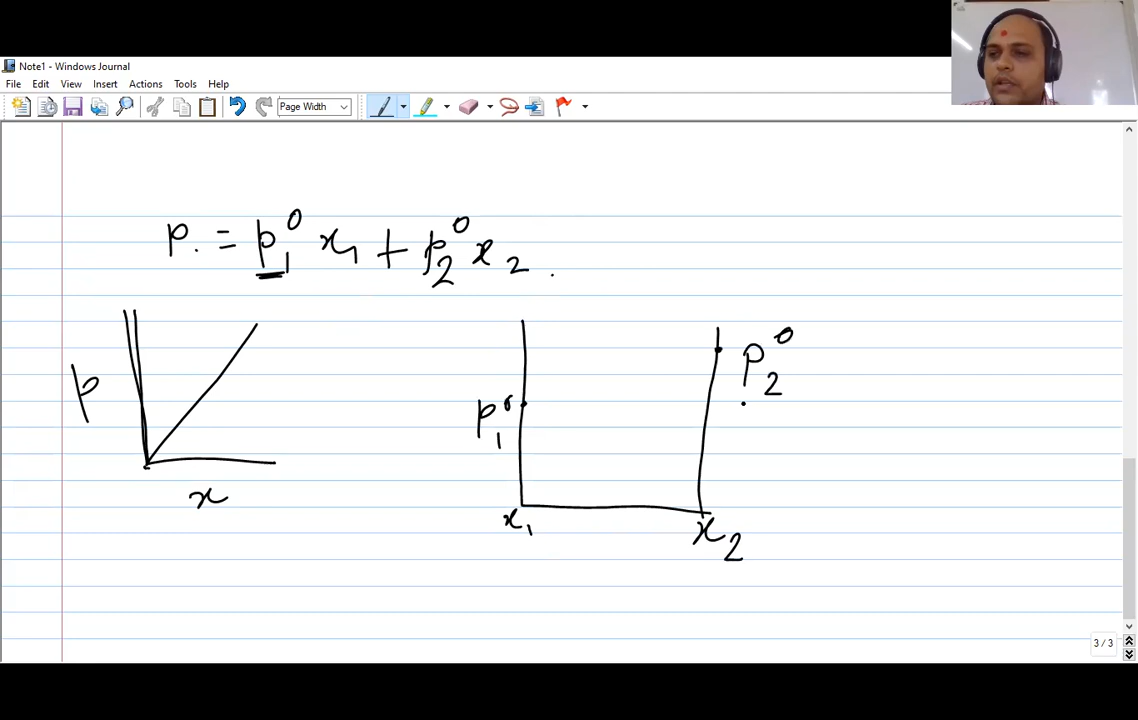 Note1 - Windows Journal
File Edit View Insert Actions Tools Help
Page Width
p. = p₁⁰ x₁ + p₂⁰ x₂ .
p
x
p₁⁰
p₂⁰
x₁
x₂
3 / 3